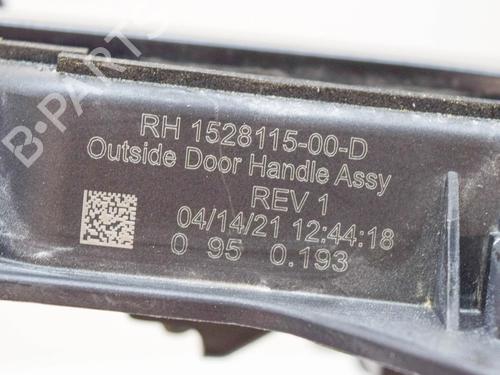 B-PARTS
RH 1528115-00-D
Outside Door Handle Assy
REV 1
04/14/21 12:44:18
0 95 0.193